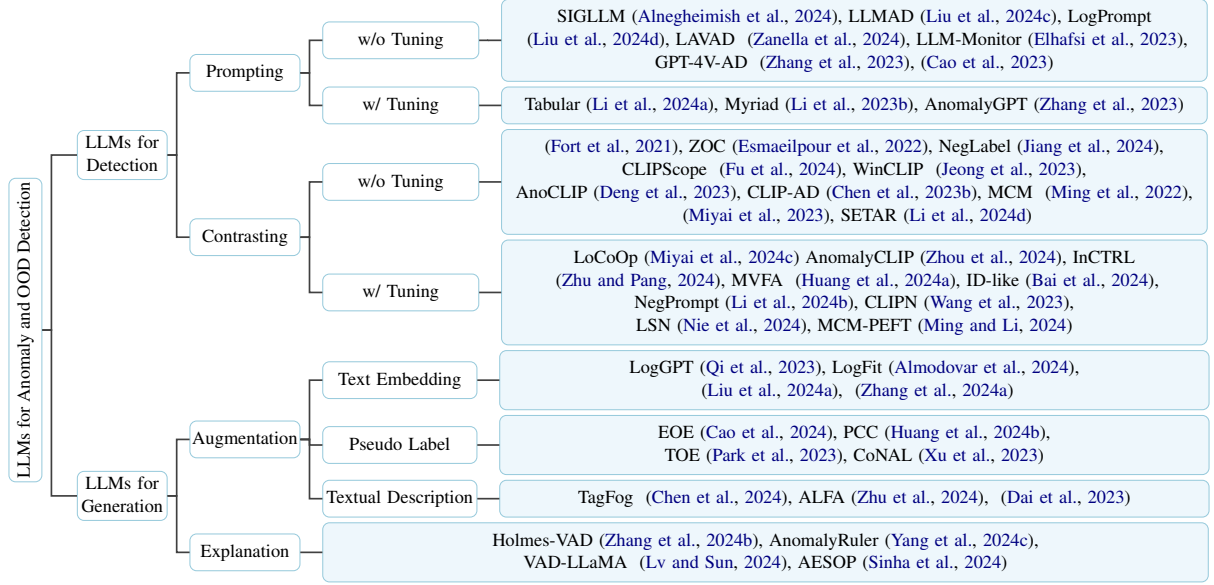 LLMs for Anomaly and OOD Detection
LLMs for
Detection
Prompting
w/o Tuning
SIGLLM (Alnegheimish et al., 2024), LLMAD (Liu et al., 2024c), LogPrompt
(Liu et al., 2024d), LAVAD (Zanella et al., 2024), LLM-Monitor (Elhafsi et al., 2023),
GPT-4V-AD (Zhang et al., 2023), (Cao et al., 2023)
w/ Tuning
Tabular (Li et al., 2024a), Myriad (Li et al., 2023b), AnomalyGPT (Zhang et al., 2023)
Contrasting
w/o Tuning
(Fort et al., 2021), ZOC (Esmaeilpour et al., 2022), NegLabel (Jiang et al., 2024),
CLIPScope (Fu et al., 2024), WinCLIP (Jeong et al., 2023),
AnoCLIP (Deng et al., 2023), CLIP-AD (Chen et al., 2023b), MCM (Ming et al., 2022),
(Miyai et al., 2023), SETAR (Li et al., 2024d)
w/ Tuning
LoCoOp (Miyai et al., 2024c) AnomalyCLIP (Zhou et al., 2024), InCTRL
(Zhu and Pang, 2024), MVFA (Huang et al., 2024a), ID-like (Bai et al., 2024),
NegPrompt (Li et al., 2024b), CLIPN (Wang et al., 2023),
LSN (Nie et al., 2024), MCM-PEFT (Ming and Li, 2024)
LLMs for
Generation
Augmentation
Text Embedding
LogGPT (Qi et al., 2023), LogFit (Almodovar et al., 2024),
(Liu et al., 2024a), (Zhang et al., 2024a)
Pseudo Label
EOE (Cao et al., 2024), PCC (Huang et al., 2024b),
TOE (Park et al., 2023), CoNAL (Xu et al., 2023)
Textual Description
TagFog (Chen et al., 2024), ALFA (Zhu et al., 2024), (Dai et al., 2023)
Explanation
Holmes-VAD (Zhang et al., 2024b), AnomalyRuler (Yang et al., 2024c),
VAD-LLaMA (Lv and Sun, 2024), AESOP (Sinha et al., 2024)